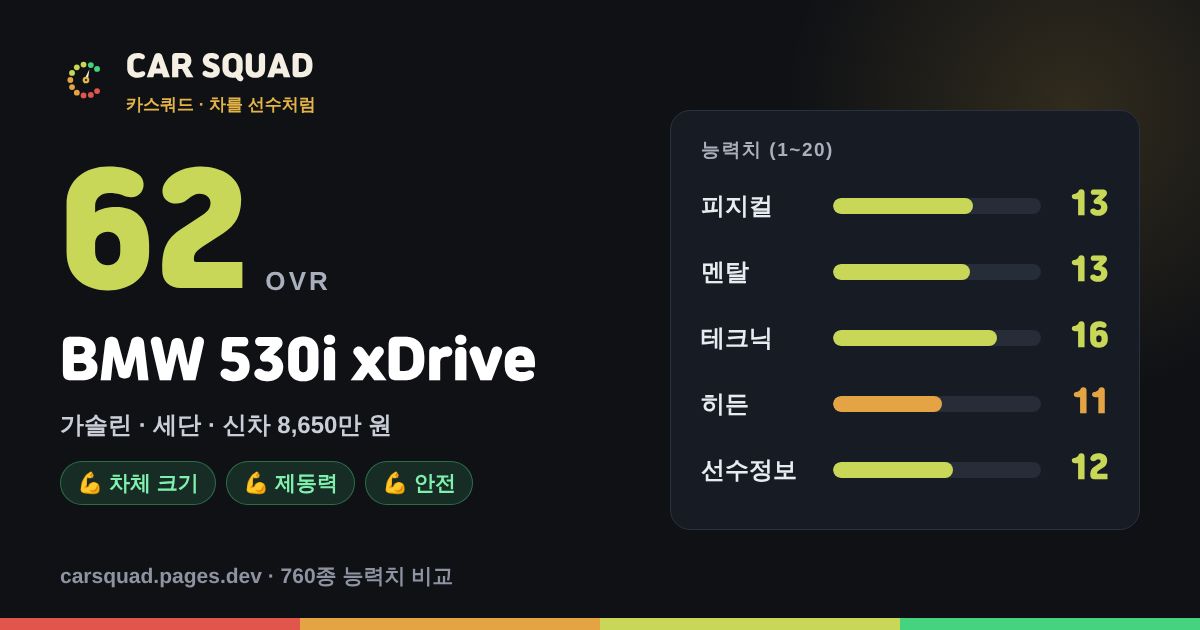 CAR SQUAD
카스쿼드 · 차를 선수처럼
62 OVR
BMW 530i xDrive
가솔린 · 세단 · 신차 8,650만 원
💪 차체 크기 💪 제동력 💪 안전
carsquad.pages.dev · 760종 능력치 비교
능력치 (1~20)
피지컬 13
멘탈 13
테크닉 16
히든 11
선수정보 12